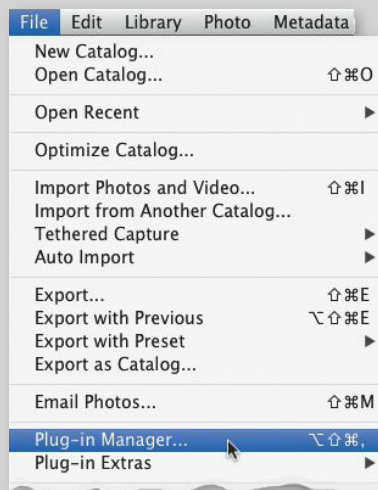 File Edit Library Photo Metadata
New Catalog...
Open Catalog... ⇧⌘O
Open Recent ▶
Optimize Catalog...
Import Photos and Video... ⇧⌘I
Import from Another Catalog...
Tethered Capture ▶
Auto Import ▶
Export... ⇧⌘E
Export with Previous ⌥⇧⌘E
Export with Preset ▶
Export as Catalog...
Email Photos... ⇧⌘M
Plug-in Manager... ⌥⇧⌘,
Plug-in Extras ▶